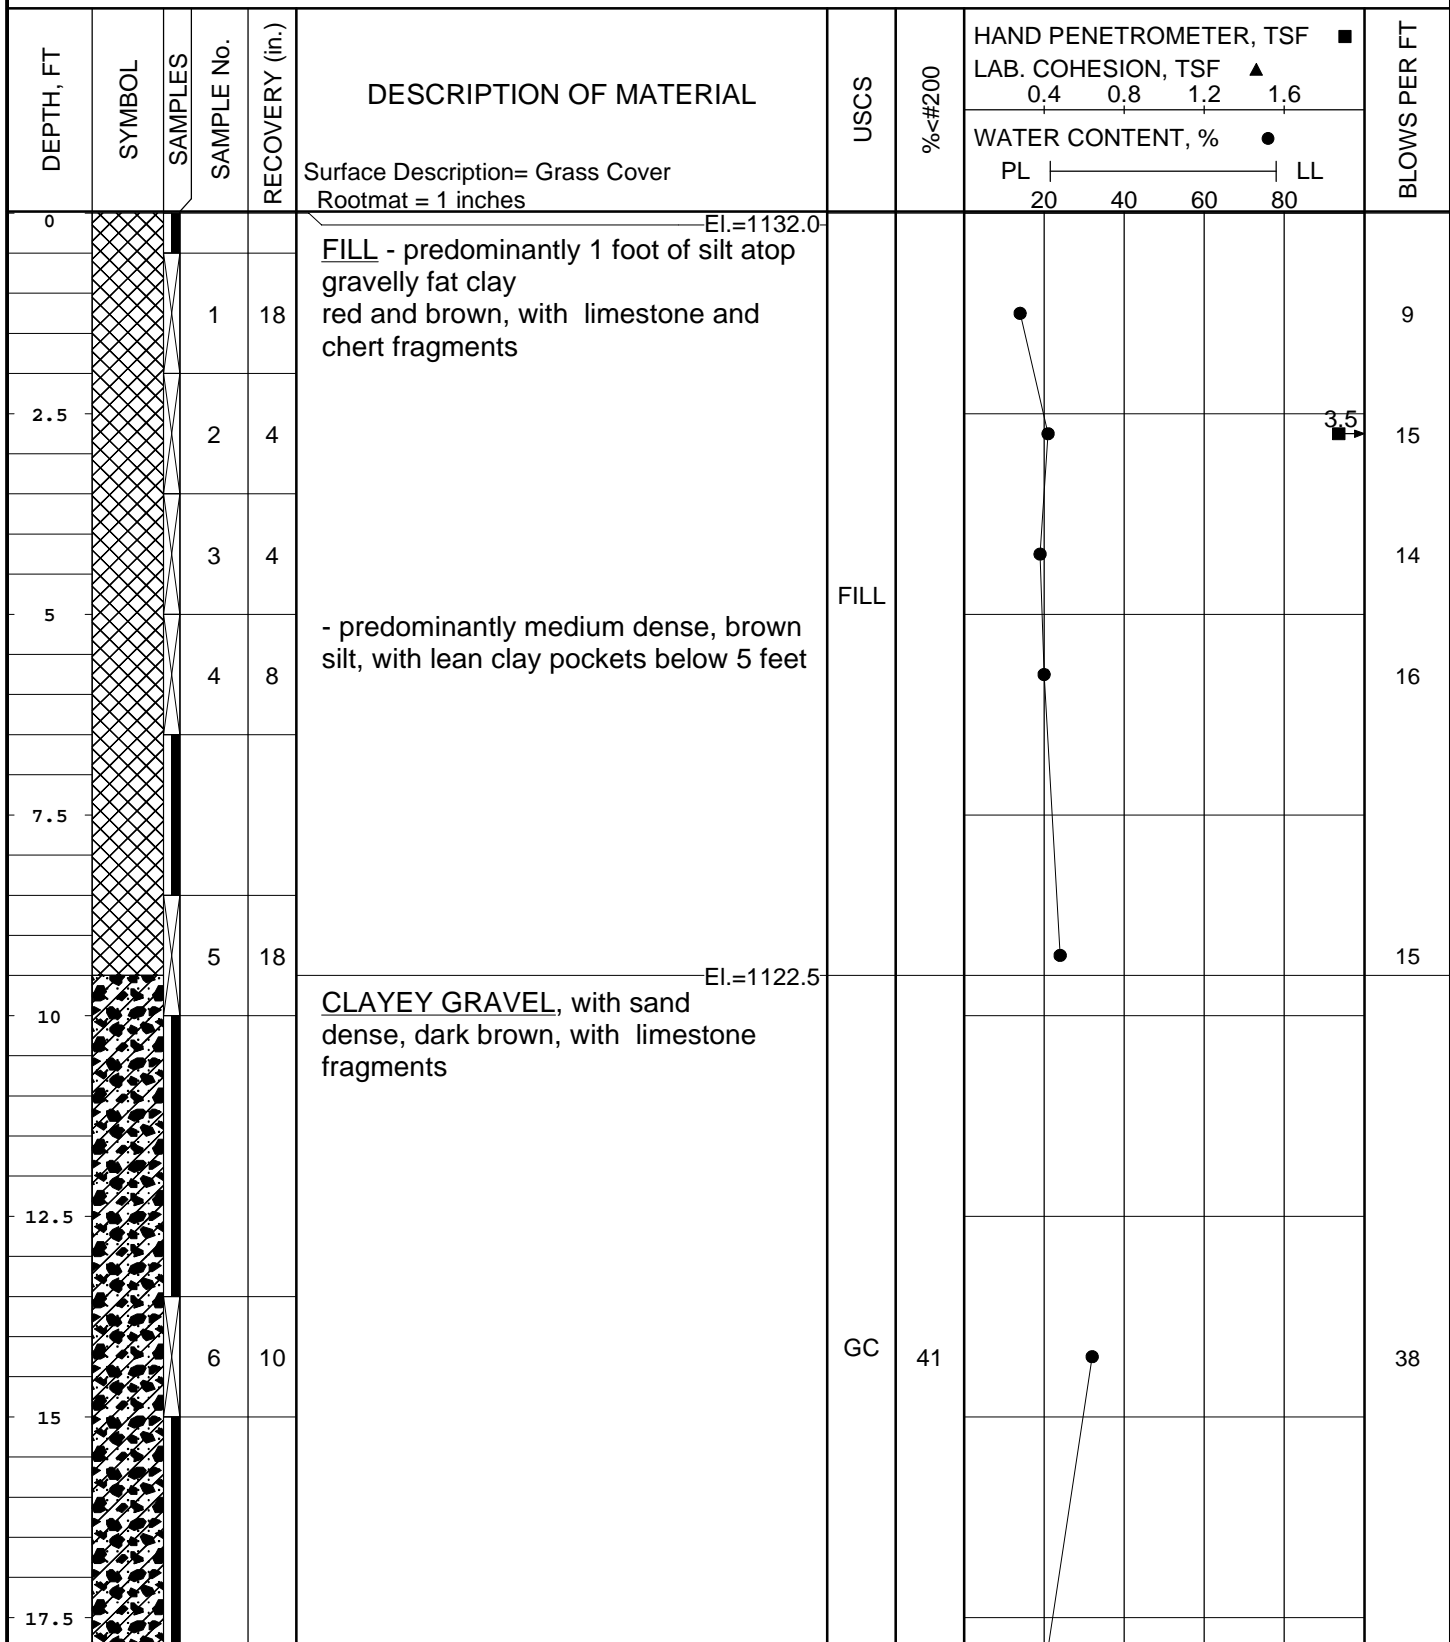 DEPTH, FT
SYMBOL
SAMPLES
SAMPLE No.
RECOVERY (in.)
DESCRIPTION OF MATERIAL
Surface Description= Grass Cover
Rootmat = 1 inches
USCS
%<#200
HAND PENETROMETER, TSF ■
LAB. COHESION, TSF ▲
0.4 0.8 1.2 1.6
WATER CONTENT, % ●
PL LL
20 40 60 80
BLOWS PER FT
0
El.=1132.0
FILL - predominantly 1 foot of silt atop
gravelly fat clay
red and brown, with limestone and
chert fragments
1 18 9
2.5
3.5
2 4 15
3 4 14
FILL
5
- predominantly medium dense, brown
silt, with lean clay pockets below 5 feet
4 8 16
7.5
5 18 15
El.=1122.5
CLAYEY GRAVEL, with sand
dense, dark brown, with limestone
fragments
10
12.5
6 10 GC 41 38
15
17.5